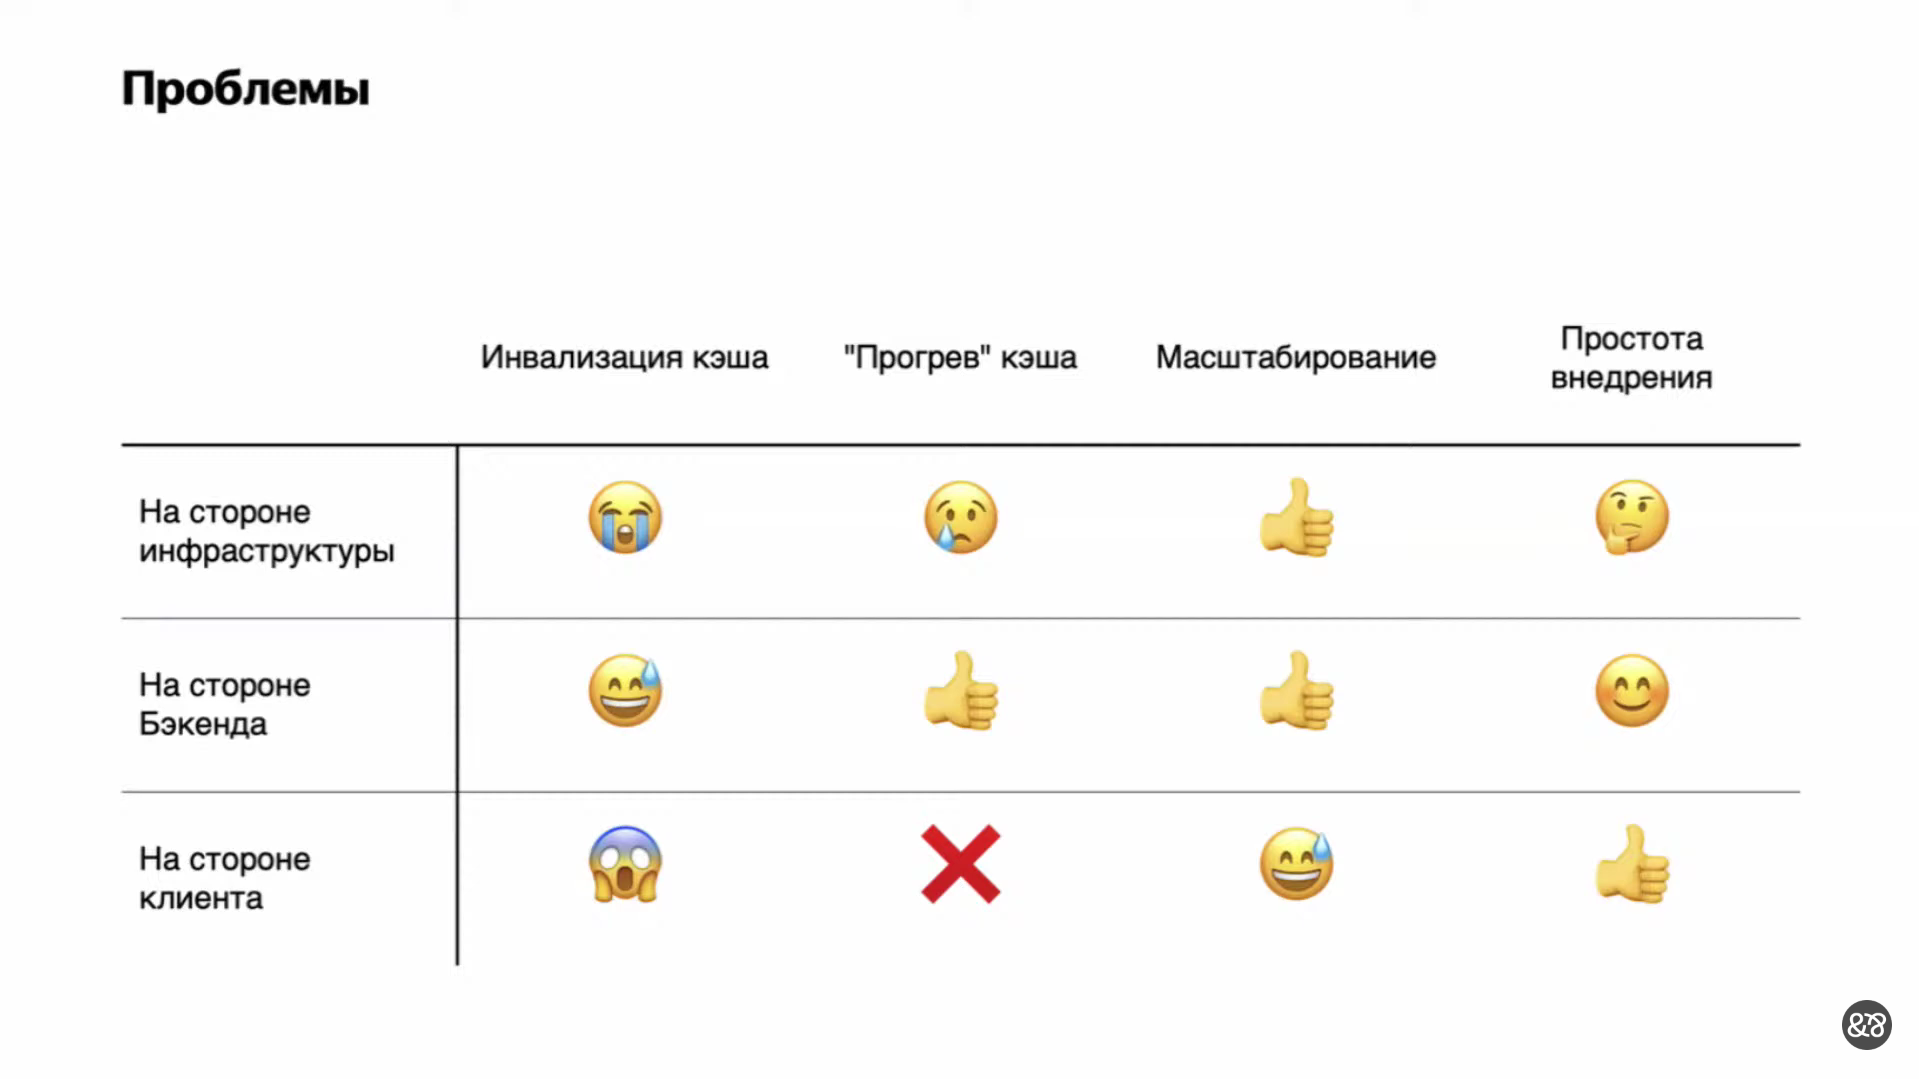 Проблемы
Инвализация кэша
"Прогрев" кэша
Масштабирование
Простота
внедрения
На стороне
инфраструктуры
На стороне
Бэкенда
На стороне
клиента